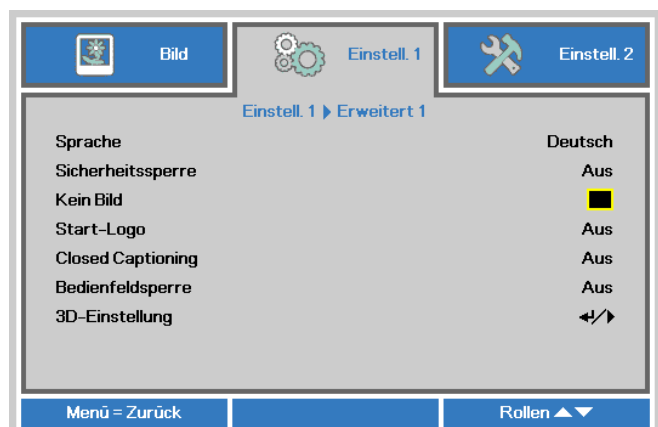 Bild Einstell. 1 Einstell. 2
Einstell. 1 Erweitert 1
Sprache Deutsch
Sicherheitssperre Aus
Kein Bild
Start-Logo Aus
Closed Captioning Aus
Bedienfeldsperre Aus
3D-Einstellung ↵/▶
Menü = Zurück Rollen ▲▼